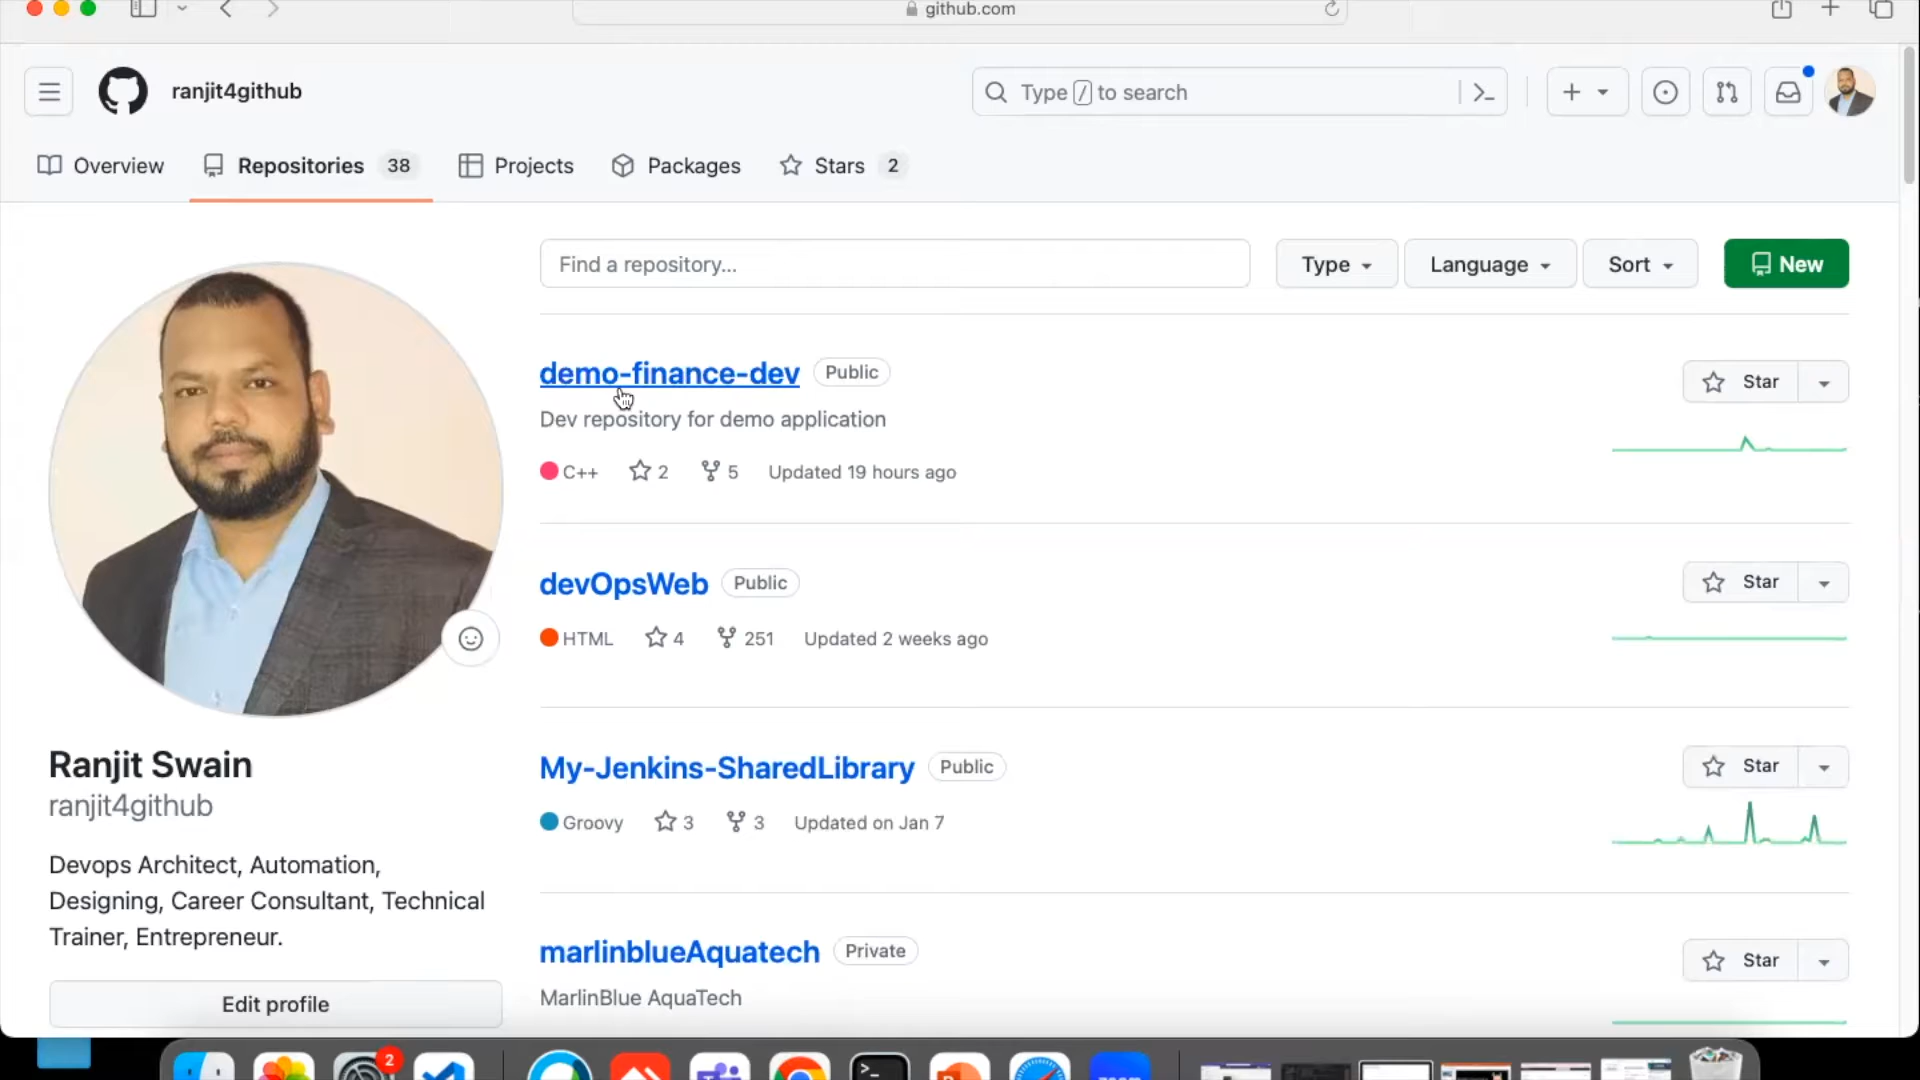 github.com
ranjit4github
Type / to search
Overview
Repositories 38
Projects
Packages
Stars 2
Find a repository...
Type
Language
Sort
New
demo-finance-dev Public
Star
Dev repository for demo application
C++ 2 5 Updated 19 hours ago
devOpsWeb Public
Star
HTML 4 251 Updated 2 weeks ago
My-Jenkins-SharedLibrary Public
Star
Groovy 3 3 Updated on Jan 7
marlinblueAquatech Private
Star
MarlinBlue AquaTech
Ranjit Swain
ranjit4github
Devops Architect, Automation,
Designing, Career Consultant, Technical
Trainer, Entrepreneur.
Edit profile
2